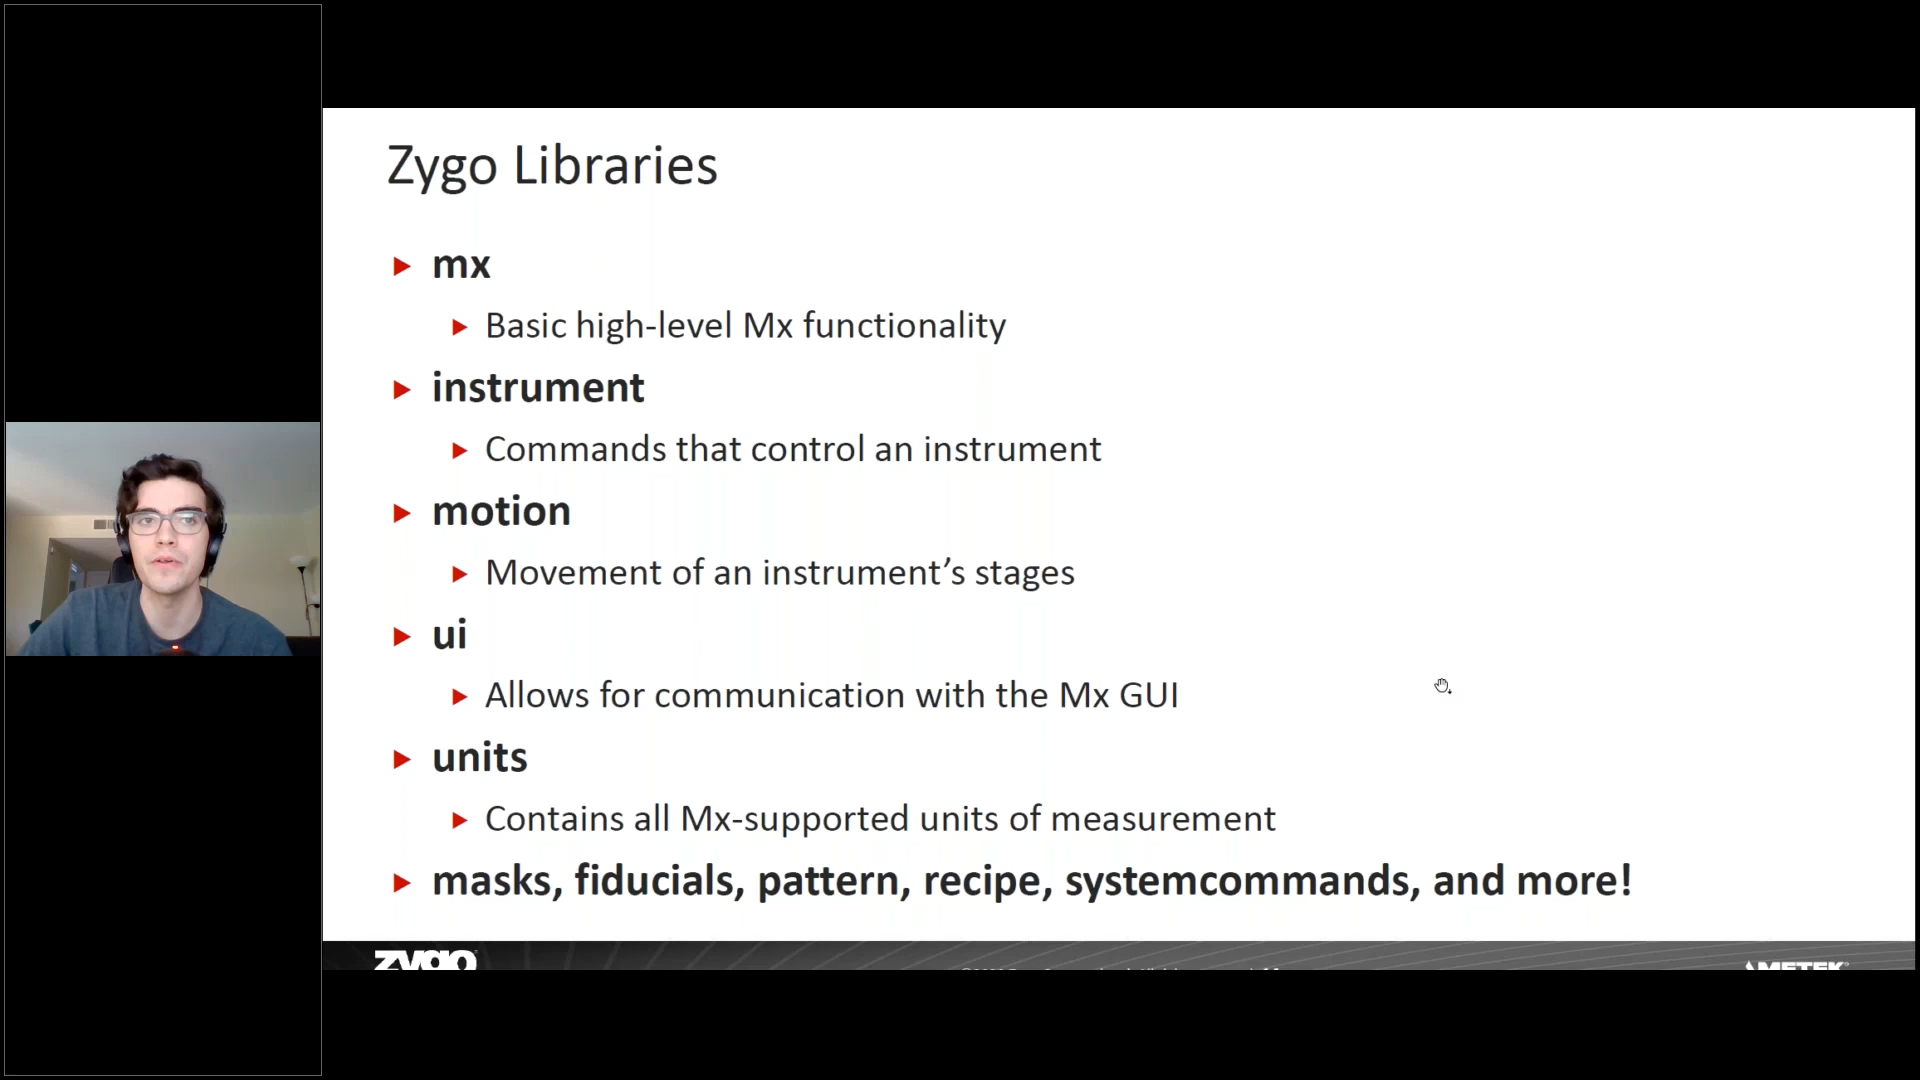 Zygo Libraries
mx
Basic high-level Mx functionality
instrument
Commands that control an instrument
motion
Movement of an instrument’s stages
ui
Allows for communication with the Mx GUI
units
Contains all Mx-supported units of measurement
masks, fiducials, pattern, recipe, systemcommands, and more!
zygo
AMETEK